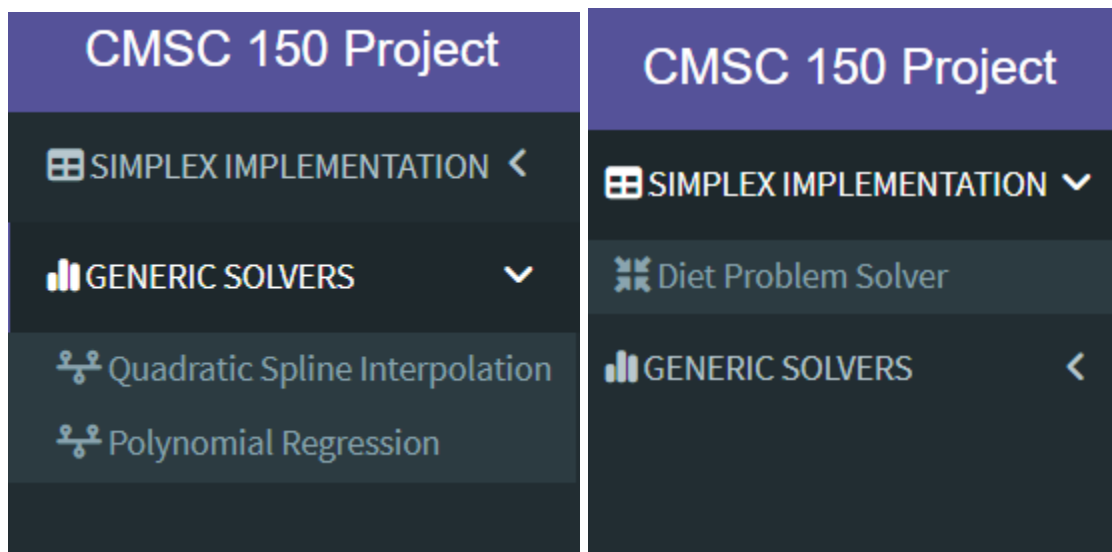 CMSC 150 Project
SIMPLEX IMPLEMENTATION
GENERIC SOLVERS
Quadratic Spline Interpolation
Polynomial Regression
CMSC 150 Project
SIMPLEX IMPLEMENTATION
Diet Problem Solver
GENERIC SOLVERS